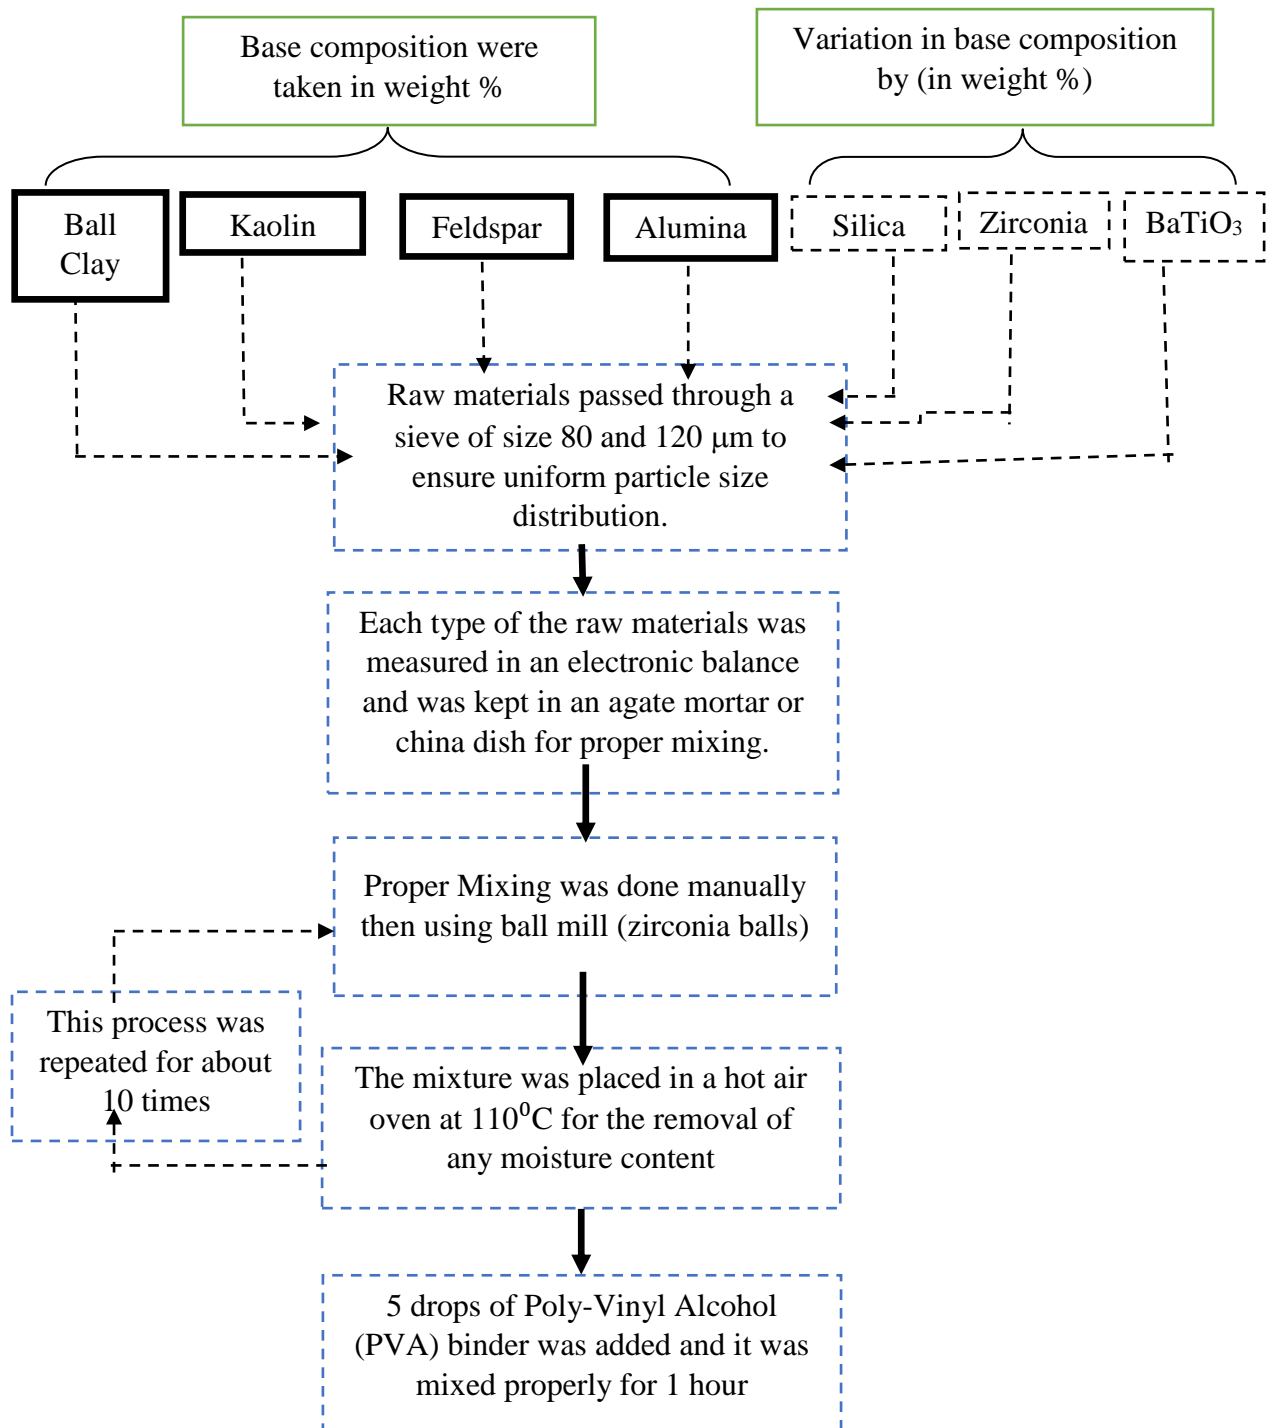 Base composition were
taken in weight %
Variation in base composition
by (in weight %)
Ball
Clay
Kaolin
Feldspar
Alumina
Silica
Zirconia
BaTiO₃
Raw materials passed through a
sieve of size 80 and 120 μm to
ensure uniform particle size
distribution.
Each type of the raw materials was
measured in an electronic balance
and was kept in an agate mortar or
china dish for proper mixing.
Proper Mixing was done manually
then using ball mill (zirconia balls)
This process was
repeated for about
10 times
The mixture was placed in a hot air
oven at 110⁰C for the removal of
any moisture content
5 drops of Poly-Vinyl Alcohol
(PVA) binder was added and it was
mixed properly for 1 hour